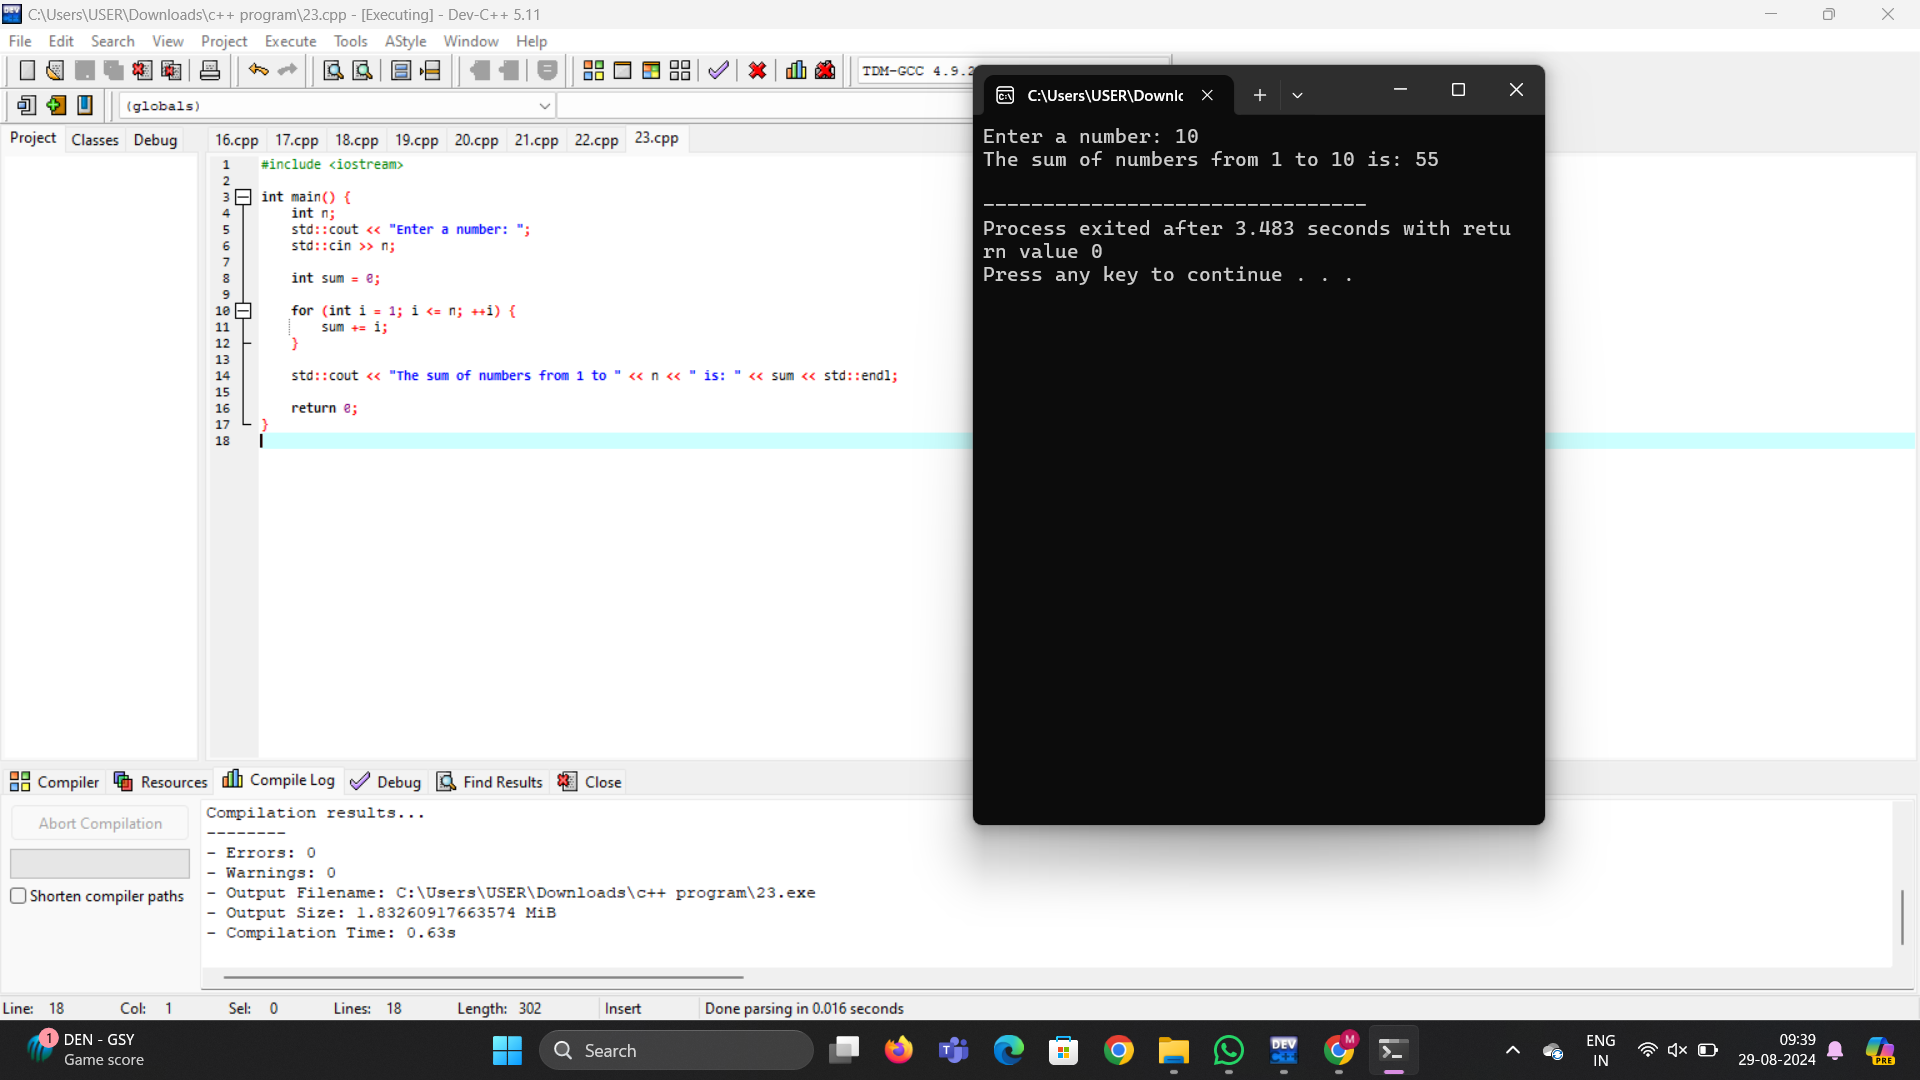 C:\Users\USER\Downloads\c++ program\23.cpp - [Executing] - Dev-C++ 5.11
File Edit Search View Project Execute Tools AStyle Window Help
TDM-GCC 4.9.2
(globals)
Project Classes Debug
16.cpp 17.cpp 18.cpp 19.cpp 20.cpp 21.cpp 22.cpp 23.cpp
1 #include <iostream>
2
3 int main() {
4 int n;
5 std::cout << "Enter a number: ";
6 std::cin >> n;
7
8 int sum = 0;
9
10 for (int i = 1; i <= n; ++i) {
11 sum += i;
12 }
13
14 std::cout << "The sum of numbers from 1 to " << n << " is: " << sum << std::endl;
15
16 return 0;
17 }
18
C:\Users\USER\Downlc
Enter a number: 10
The sum of numbers from 1 to 10 is: 55
--------------------------------
Process exited after 3.483 seconds with retu
rn value 0
Press any key to continue . . .
Compiler Resources Compile Log Debug Find Results Close
Abort Compilation
Shorten compiler paths
Compilation results...
--------
- Errors: 0
- Warnings: 0
- Output Filename: C:\Users\USER\Downloads\c++ program\23.exe
- Output Size: 1.83260917663574 MiB
- Compilation Time: 0.63s
Line: 18 Col: 1 Sel: 0 Lines: 18 Length: 302 Insert Done parsing in 0.016 seconds
1
DEN - GSY
Game score
Search
DEV
M
ENG
IN
09:39
29-08-2024
PRE